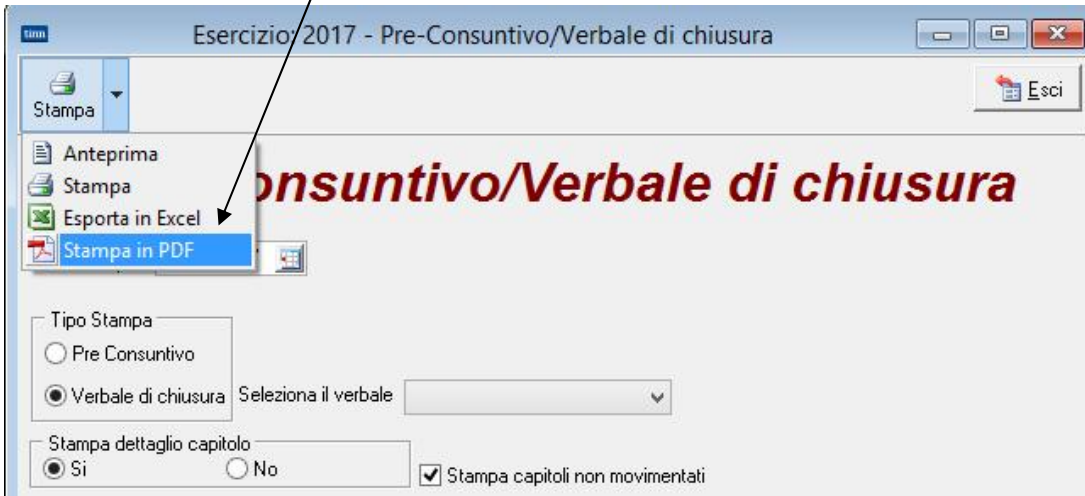 tinn
Esercizio: 2017 - Pre-Consuntivo/Verbale di chiusura
Stampa
Esci
Anteprima
Stampa
Esporta in Excel
Stampa in PDF
onsuntivo/Verbale di chiusura
Tipo Stampa
Pre Consuntivo
Verbale di chiusura Seleziona il verbale
Stampa dettaglio capitolo
Si No Stampa capitoli non movimentati